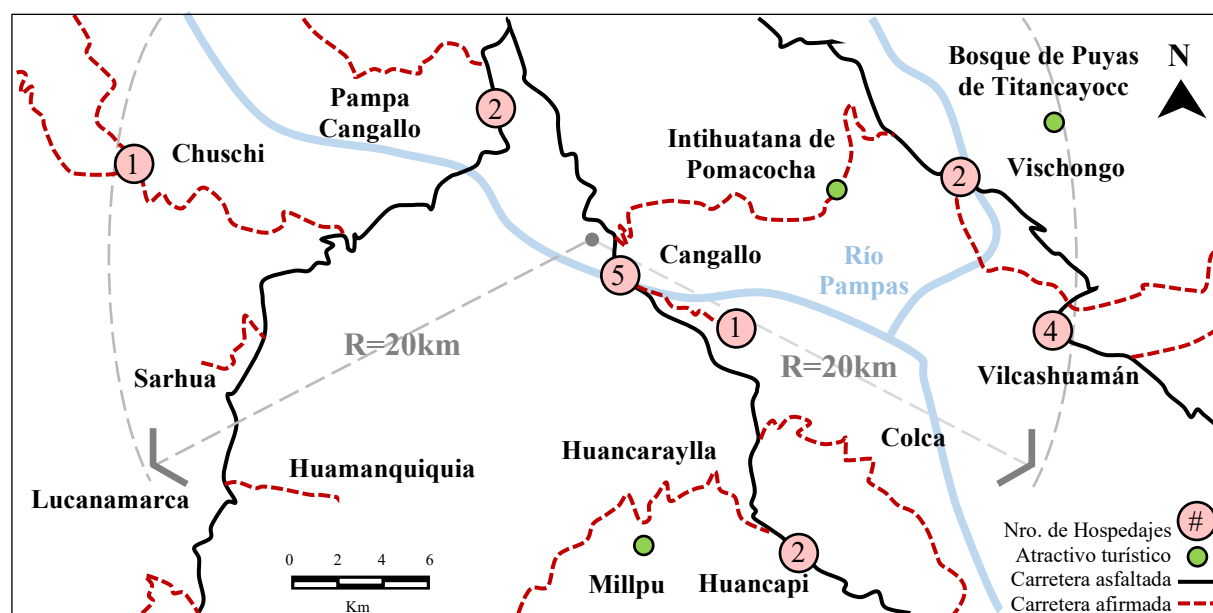 Bosque de Puyas
de Titancayocc
N
Pampa
Cangallo
2
Intihuatana de
Pomacocha
1
Chuschi
2
Vischongo
Cangallo
5
Río
Pampas
1
4
R=20km
R=20km
Sarhua
Vilcashuamán
Colca
Huancaraylla
Huamanquiquia
Lucanamarca
Nro. de Hospedajes
#
0 2 4 6
Km
Millpu
Huancapi
2
Atractivo turístico
Carretera asfaltada
Carretera afirmada